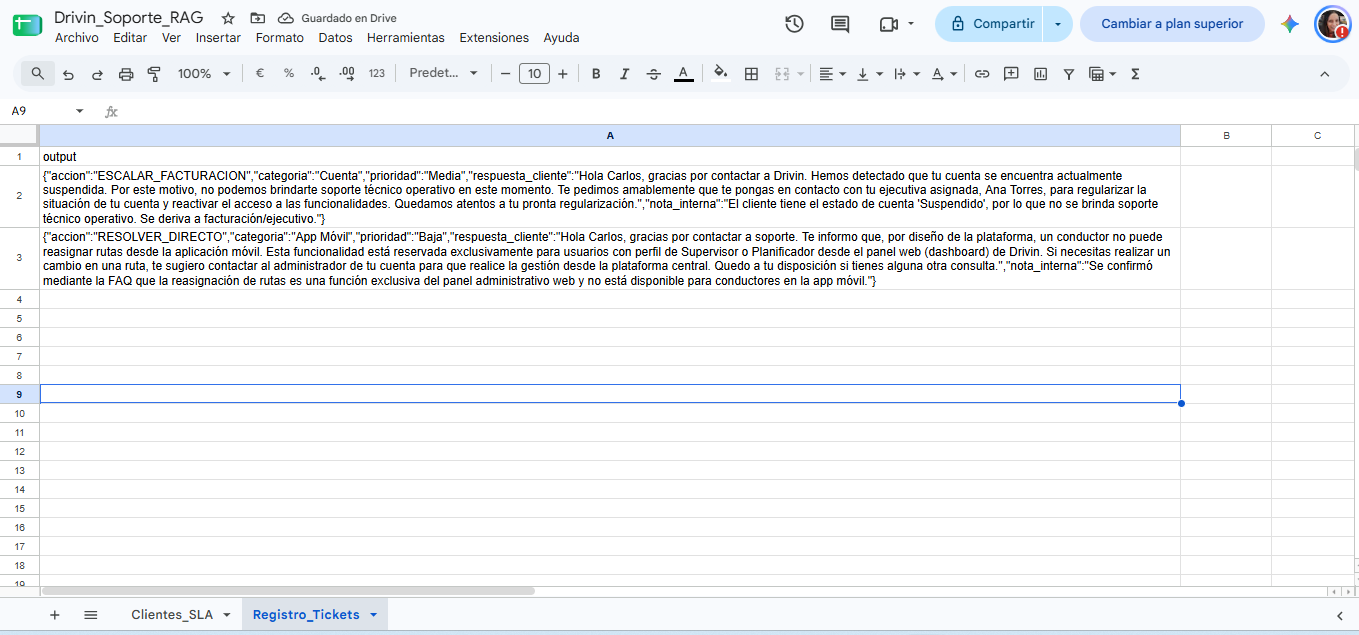 Drivin_Soporte_RAG
Guardado en Drive
Archivo Editar Ver Insertar Formato Datos Herramientas Extensiones Ayuda
Compartir
Cambiar a plan superior
100% € % .0 .00 123 Predet... 10 B I A
A9
fx
A B C
1 output
2 {"accion":"ESCALAR_FACTURACION","categoria":"Cuenta","prioridad":"Media","respuesta_cliente":"Hola Carlos, gracias por contactar a Drivin. Hemos detectado que tu cuenta se encuentra actualmente
suspendida. Por este motivo, no podemos brindarte soporte técnico operativo en este momento. Te pedimos amablemente que te pongas en contacto con tu ejecutiva asignada, Ana Torres, para regularizar la
situación de tu cuenta y reactivar el acceso a las funcionalidades. Quedamos atentos a tu pronta regularización.","nota_interna":"El cliente tiene el estado de cuenta 'Suspendido', por lo que no se brinda soporte
técnico operativo. Se deriva a facturación/ejecutivo."}
3 {"accion":"RESOLVER_DIRECTO","categoria":"App Móvil","prioridad":"Baja","respuesta_cliente":"Hola Carlos, gracias por contactar a soporte. Te informo que, por diseño de la plataforma, un conductor no puede
reasignar rutas desde la aplicación móvil. Esta funcionalidad está reservada exclusivamente para usuarios con perfil de Supervisor o Planificador desde el panel web (dashboard) de Drivin. Si necesitas realizar un
cambio en una ruta, te sugiero contactar al administrador de tu cuenta para que realice la gestión desde la plataforma central. Quedo a tu disposición si tienes alguna otra consulta.","nota_interna":"Se confirmó
mediante la FAQ que la reasignación de rutas es una función exclusiva del panel administrativo web y no está disponible para conductores en la app móvil."}
4
5
6
7
8
9
10
11
12
13
14
15
16
17
18
19
Clientes_SLA Registro_Tickets